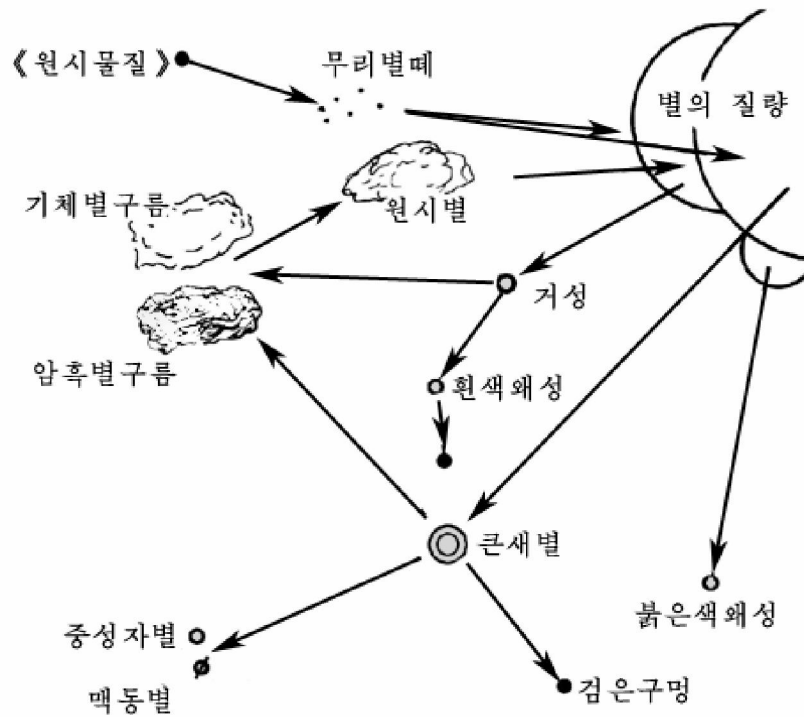 《원시물질》
무리별떼
별의 질량
기체별구름
원시별
거성
암흑별구름
흰색왜성
큰새별
붉은색왜성
중성자별
맥동별
검은구멍